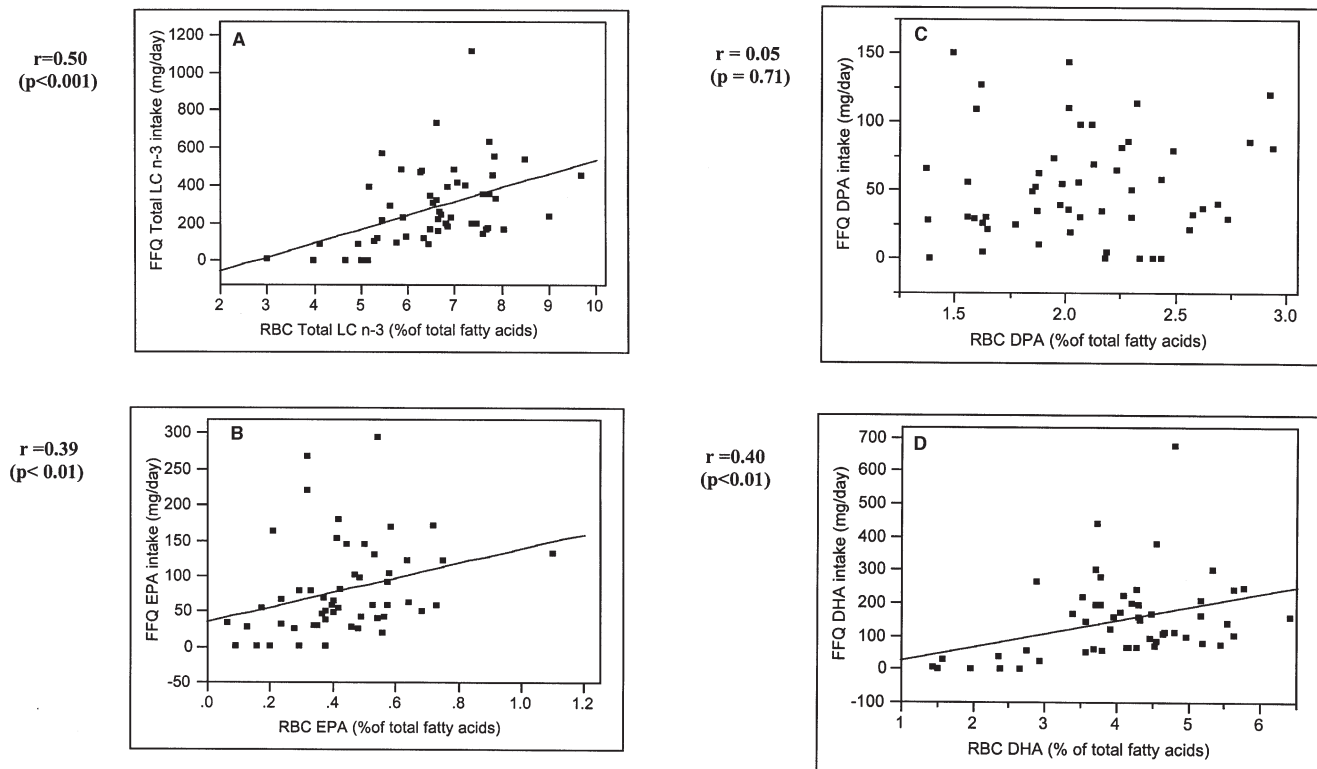 r=0.50
(p<0.001)
A
FFQ Total LC n-3 intake (mg/day)
1200
1000
800
600
400
200
0
2 3 4 5 6 7 8 9 10
RBC Total LC n-3 (%of total fatty acids)
r = 0.05
(p = 0.71)
C
FFQ DPA intake (mg/day)
150
100
50
0
1.5 2.0 2.5 3.0
RBC DPA (%of total fatty acids)
r =0.39
(p< 0.01)
B
FFQ EPA intake (mg/day)
300
250
200
150
100
50
0
-50
.0 .2 .4 .6 .8 1.0 1.2
RBC EPA (%of total fatty acids)
r =0.40
(p<0.01)
D
FFQ DHA intake (mg/day)
700
600
500
400
300
200
100
0
-100
1 2 3 4 5 6
RBC DHA (% of total fatty acids)